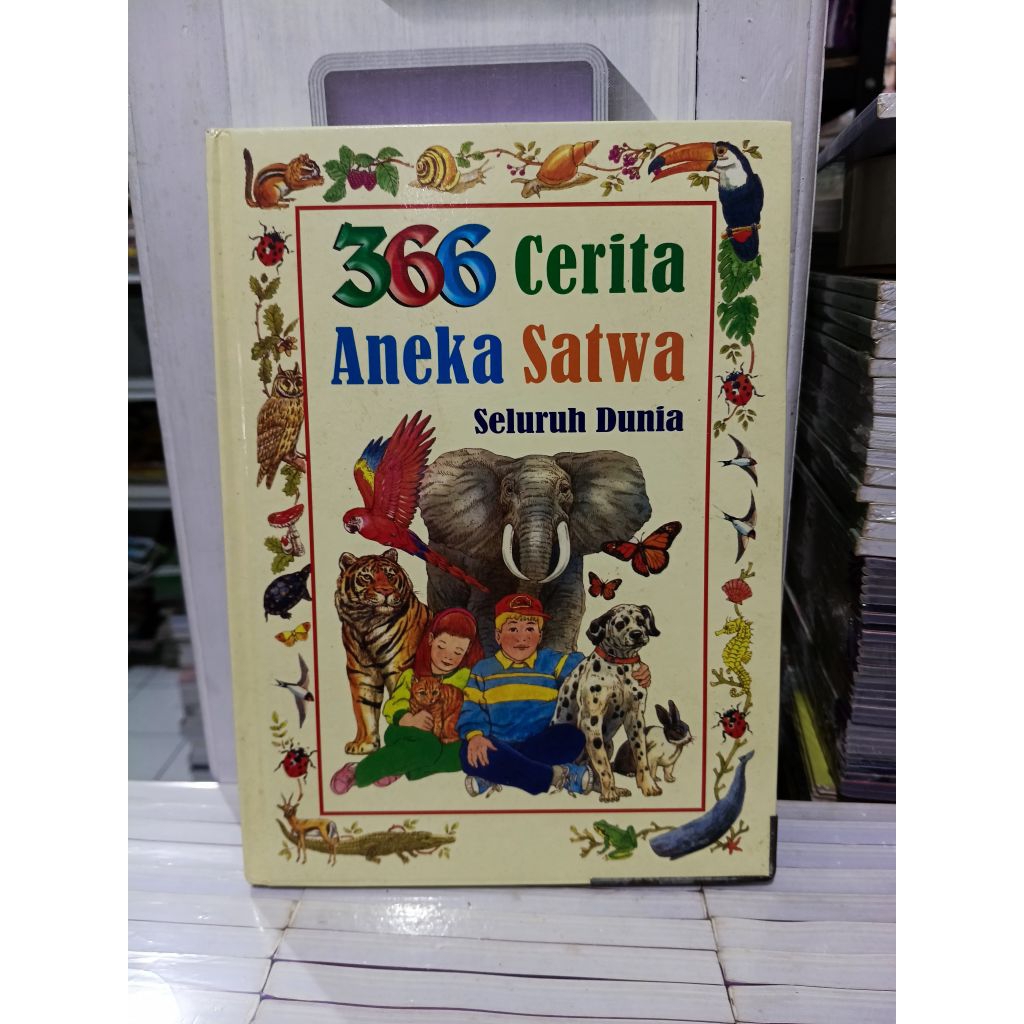 366 Cerita
Aneka Satwa
Seluruh Dunia